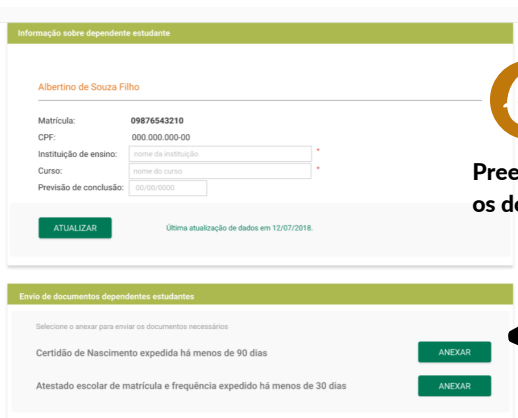 Informação sobre dependente estudante
Albertino de Souza Filho
Matrícula: 09876543210
CPF: 000.000.000-00
Instituição de ensino: nome da instituição *
Curso: nome do curso *
Previsão de conclusão: 00/00/0000
ATUALIZAR Última atualização de dados em 12/07/2018.
Pree
os de
Envio de documentos dependentes estudantes
Selecione o anexar para enviar os documentos necessários
Certidão de Nascimento expedida há menos de 90 dias ANEXAR
Atestado escolar de matrícula e frequência expedido há menos de 30 dias ANEXAR